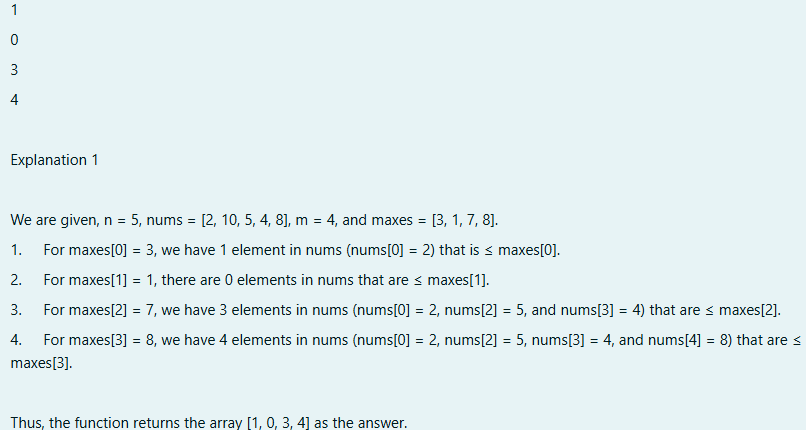 1
0
3
4
Explanation 1
We are given, n = 5, nums = [2, 10, 5, 4, 8], m = 4, and maxes = [3, 1, 7, 8].
1. For maxes[0] = 3, we have 1 element in nums (nums[0] = 2) that is ≤ maxes[0].
2. For maxes[1] = 1, there are 0 elements in nums that are ≤ maxes[1].
3. For maxes[2] = 7, we have 3 elements in nums (nums[0] = 2, nums[2] = 5, and nums[3] = 4) that are ≤ maxes[2].
4. For maxes[3] = 8, we have 4 elements in nums (nums[0] = 2, nums[2] = 5, nums[3] = 4, and nums[4] = 8) that are ≤
maxes[3].
Thus, the function returns the array [1, 0, 3, 4] as the answer.